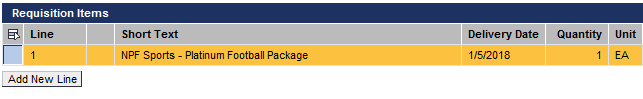 Requisition Items
Line Short Text Delivery Date Quantity Unit
1 NPF Sports - Platinum Football Package 1/5/2018 1 EA
Add New Line